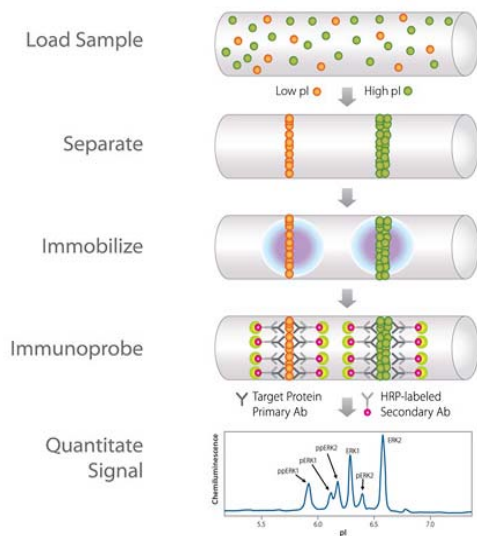 Load Sample
Low pI
High pI
Separate
Immobilize
Immunoprobe
Target Protein
Primary Ab
HRP-labeled
Secondary Ab
Quantitate
Signal
Chemiluminescence
ppERK1
pERK1
ppERK2
ERK1
pERK2
ERK2
5.5 6.0 6.5 7.0
pI